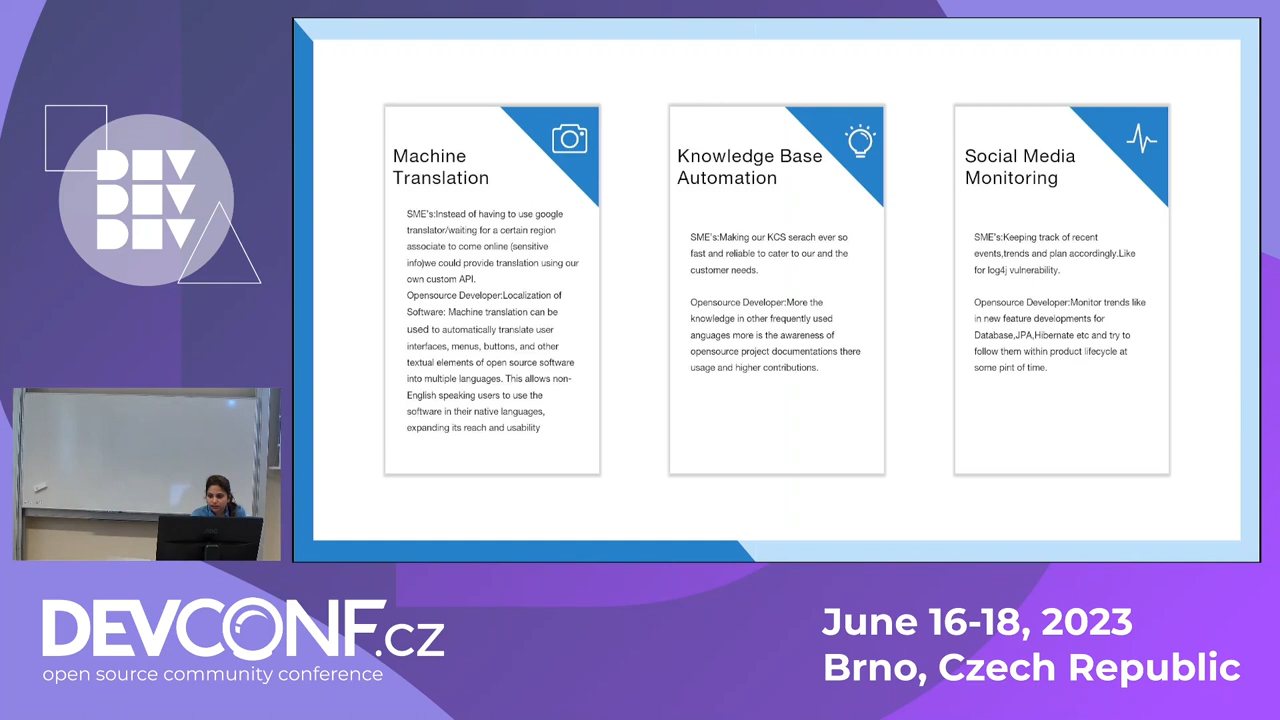 DEV
DEV
DEV
Machine
Translation
SME's:Instead of having to use google
translator/waiting for a certain region
associate to come online (sensitive
info)we could provide translation using our
own custom API.
Opensource Developer:Localization of
Software: Machine translation can be
used to automatically translate user
interfaces, menus, buttons, and other
textual elements of open source software
into multiple languages. This allows non-
English speaking users to use the
software in their native languages,
expanding its reach and usability
Knowledge Base
Automation
SME's:Making our KCS serach ever so
fast and reliable to cater to our and the
customer needs.
Opensource Developer:More the
knowledge in other frequently used
anguages more is the awareness of
opensource project documentations there
usage and higher contributions.
Social Media
Monitoring
SME's:Keeping track of recent
events,trends and plan accordingly.Like
for log4j vulnerability.
Opensource Developer:Monitor trends like
in new feature developments for
Database,JPA,Hibernate etc and try to
follow them within product lifecycle at
some pint of time.
DEVCONF.cz
open source community conference
June 16-18, 2023
Brno, Czech Republic